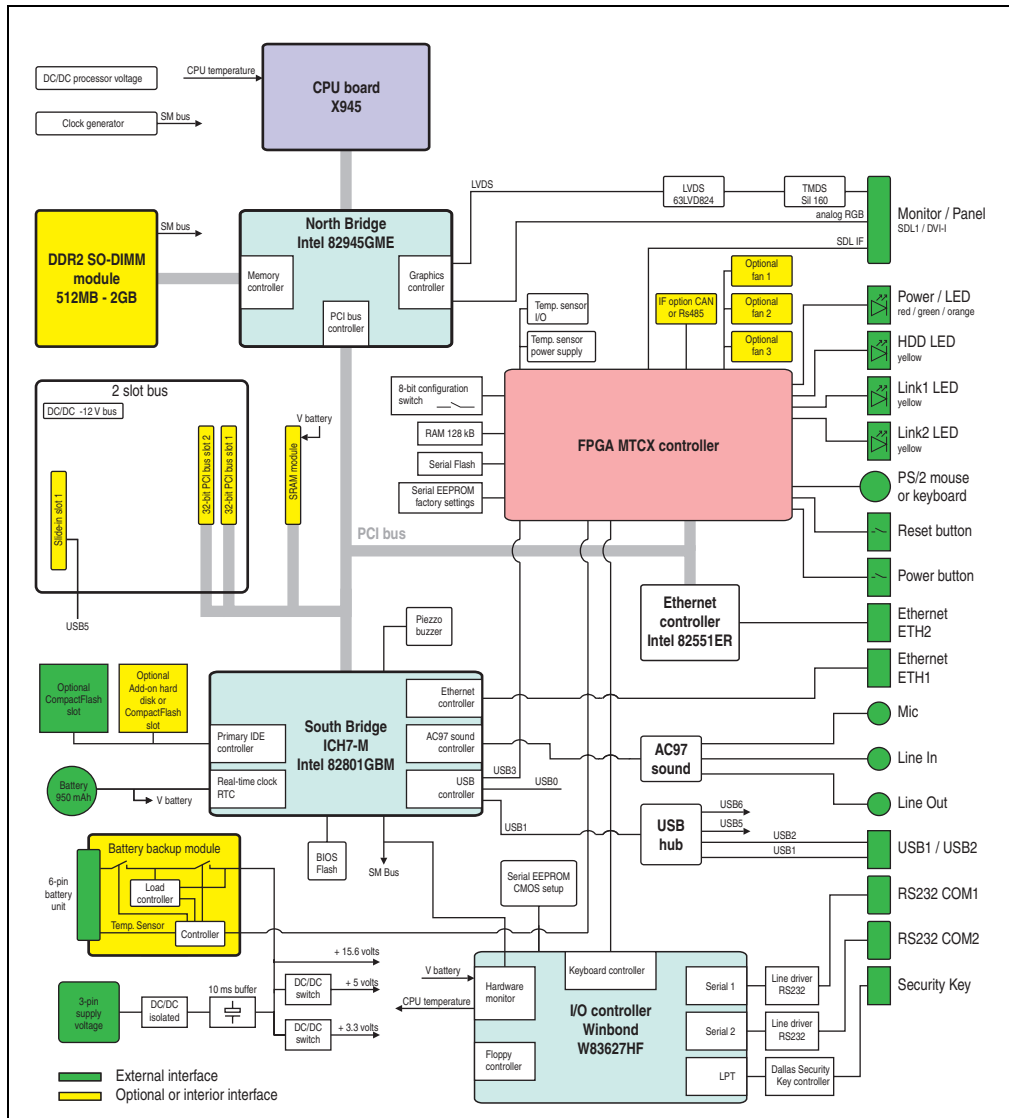 DC/DC processor voltage
CPU temperature
CPU board
X945
Clock generator
SM bus
DDR2 SO-DIMM
module
512MB - 2GB
SM bus
North Bridge
Intel 82945GME
Memory
controller
Graphics
controller
PCI bus
controller
LVDS
LVDS
63LVD824
TMDS
Sil 160
analog RGB
SDL IF
Monitor / Panel
SDL1 / DVI-I
Optional
fan 1
Optional
fan 2
Optional
fan 3
IF option CAN
or Rs485
Temp. sensor
I/O
Temp. sensor
power supply
Power / LED
red / green / orange
HDD LED
yellow
Link1 LED
yellow
Link2 LED
yellow
PS/2 mouse
or keyboard
Reset button
Power button
Ethernet
ETH2
Ethernet
ETH1
Mic
Line In
Line Out
USB1 / USB2
RS232 COM1
RS232 COM2
Security Key
2 slot bus
DC/DC -12 V bus
Slide-in slot 1
32-bit PCI bus slot 2
32-bit PCI bus slot 1
SRAM module
V battery
USB5
8-bit configuration
switch
RAM 128 kB
Serial Flash
Serial EEPROM
factory settings
FPGA MTCX controller
PCI bus
Ethernet
controller
Intel 82551ER
Piezzo
buzzer
Optional
CompactFlash
slot
Optional
Add-on hard
disk or
CompactFlash
slot
Battery
950 mAh
V battery
South Bridge
ICH7-M
Intel 82801GBM
Primary IDE
controller
Real-time clock
RTC
Ethernet
controller
AC97 sound
controller
USB
controller
USB3
USB0
USB1
AC97
sound
USB
hub
USB6
USB5
USB2
USB1
BIOS
Flash
SM Bus
Serial EEPROM
CMOS setup
Battery backup module
6-pin
battery
unit
Load
controller
Temp. Sensor
Controller
3-pin
supply
voltage
DC/DC
isolated
10 ms buffer
DC/DC
switch
DC/DC
switch
+ 15.6 volts
+ 5 volts
+ 3.3 volts
V battery
CPU temperature
Hardware
monitor
Keyboard controller
Floppy
controller
I/O controller
Winbond
W83627HF
Serial 1
Serial 2
LPT
Line driver
RS232
Line driver
RS232
Dallas Security
Key controller
External interface
Optional or interior interface